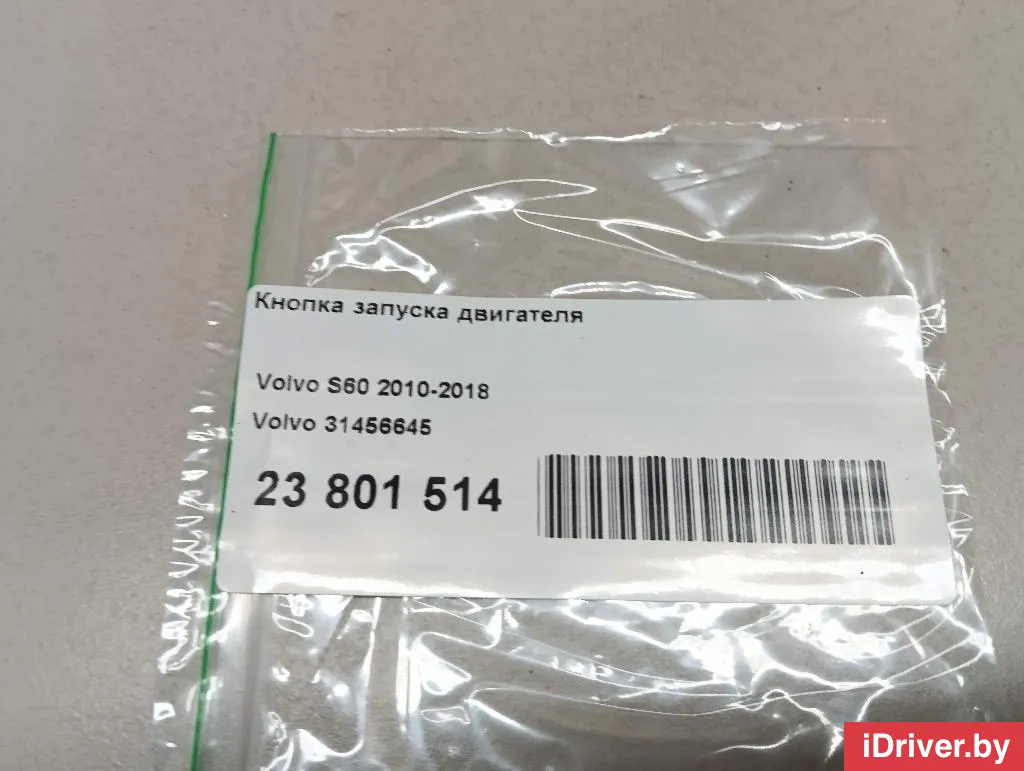 Кнопка запуска двигателя
Volvo S60 2010-2018
Volvo 31456645
23 801 514
iDriver.by